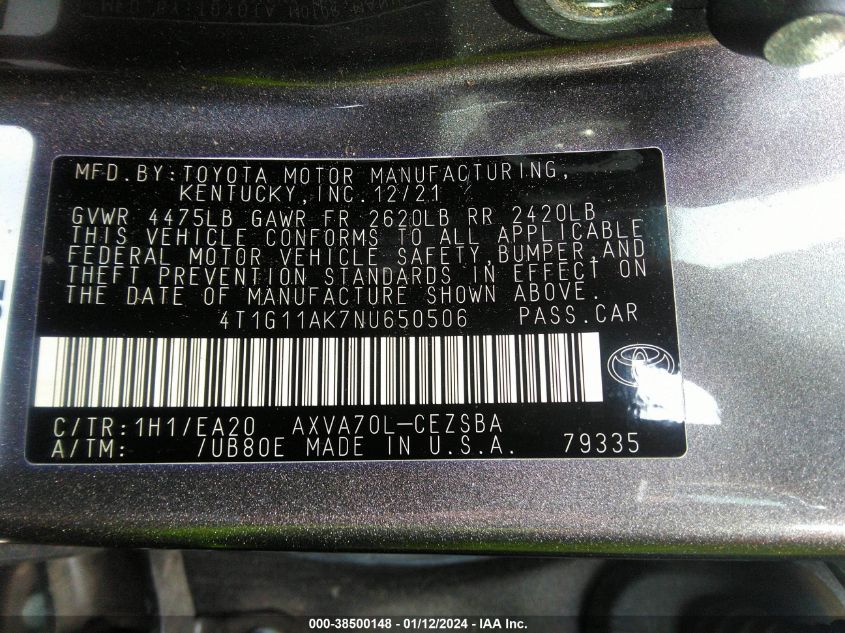 MFD.BY:TOYOTA MOTOR MANUFACTURING,
KENTUCKY,INC.12/21
GVWR 4475LB GAWR FR 2620LB RR 2420LB
THIS VEHICLE CONFORMS TO ALL APPLICABLE
FEDERAL MOTOR VEHICLE SAFETY,BUMPER,AND
THEFT PREVENTION STANDARDS IN EFFECT ON
THE DATE OF MANUFACTURE SHOWN ABOVE.
4T1G11AK7NU650506 PASS.CAR
C/TR:1H1/EA20 AXVA70L-CEZSBA
A/TM: /UB80E MADE IN U.S.A. 79335
000-38500148 - 01/12/2024 - IAA Inc.